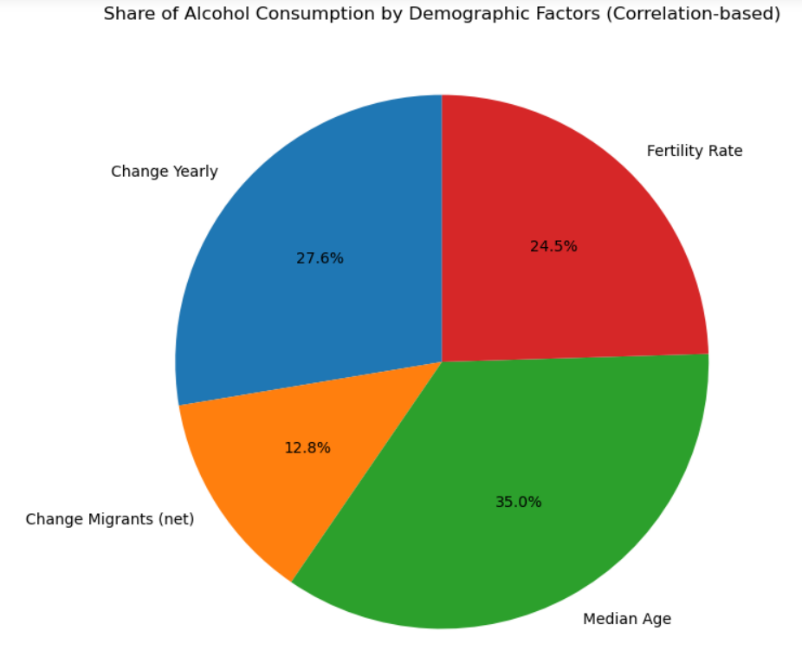 Share of Alcohol Consumption by Demographic Factors (Correlation-based)
Fertility Rate
Change Yearly
24.5%
27.6%
12.8%
35.0%
Change Migrants (net)
Median Age